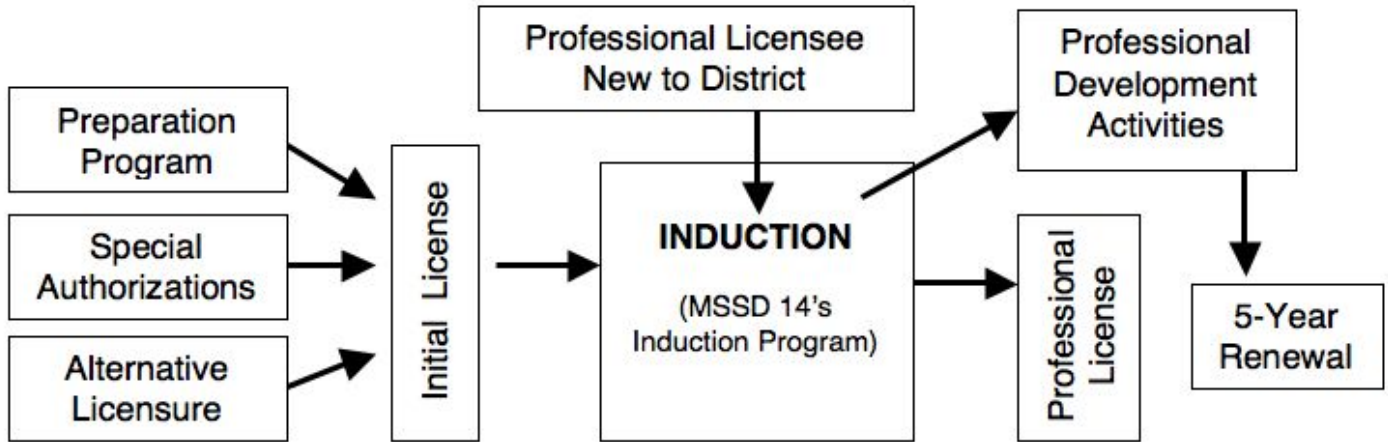 Preparation
Program
Special
Authorizations
Alternative
Licensure
Initial License
Professional Licensee
New to District
INDUCTION
(MSSD 14's
Induction Program)
Professional
Development
Activities
Professional
License
5-Year
Renewal